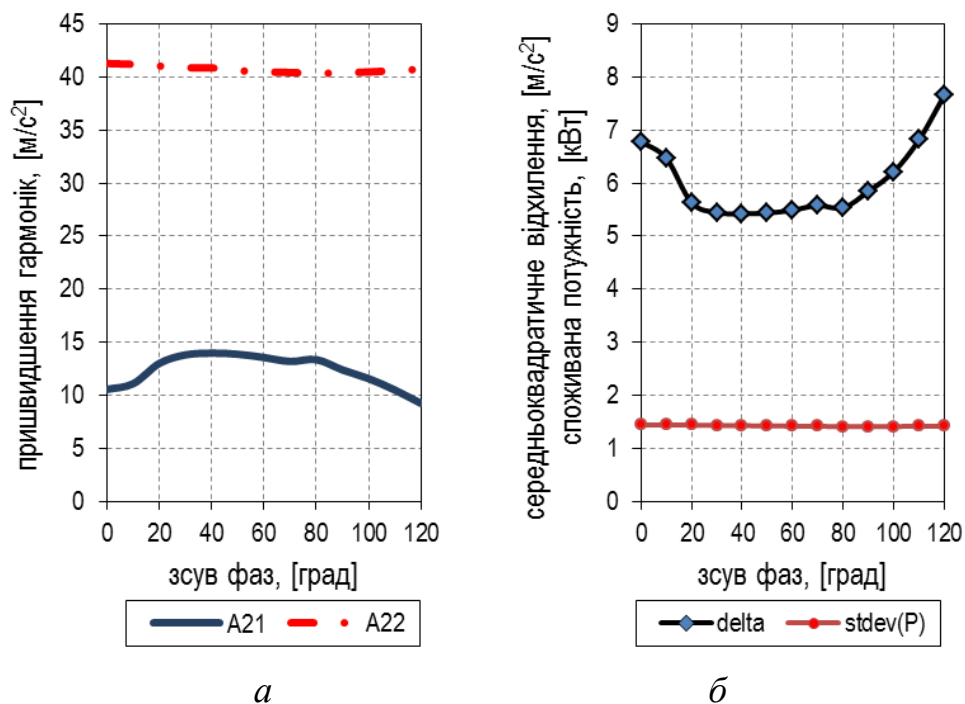 пришвидшення гармонік, [м/с²]
45
40
35
30
25
20
15
10
5
0
0 20 40 60 80 100 120
зсув фаз, [град]
A21 A22
а
середньоквадратичне відхилення, [м/с²]
споживана потужність, [кВт]
9
8
7
6
5
4
3
2
1
0
0 20 40 60 80 100 120
зсув фаз, [град]
delta stdev(P)
б